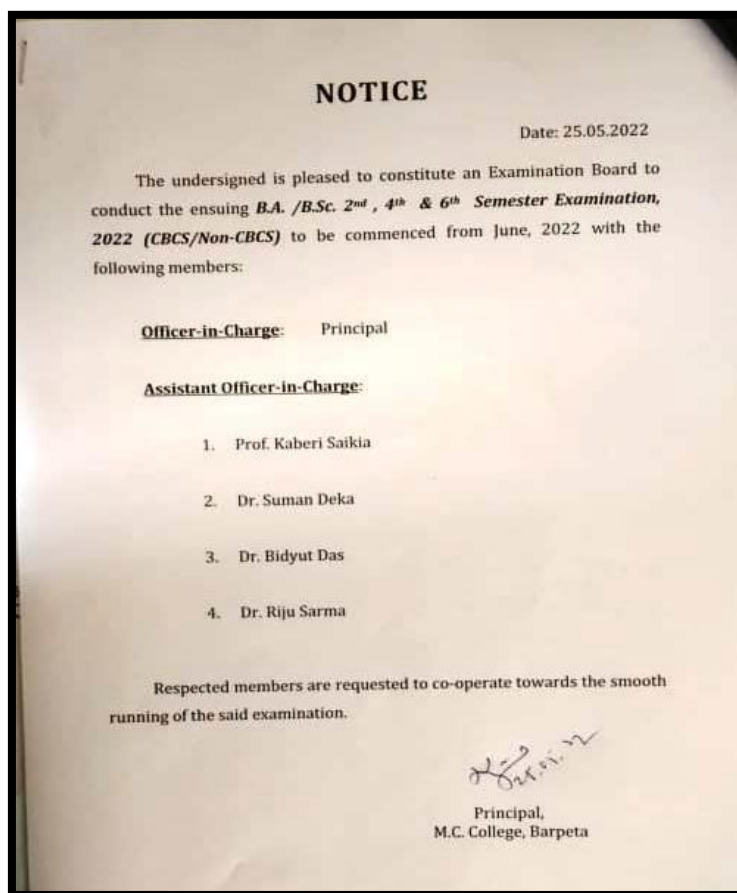 NOTICE
Date: 25.05.2022
The undersigned is pleased to constitute an Examination Board to
conduct the ensuing B.A. /B.Sc. 2nd , 4th & 6th Semester Examination,
2022 (CBCS/Non-CBCS) to be commenced from June, 2022 with the
following members:
Officer-in-Charge: Principal
Assistant Officer-in-Charge:
1. Prof. Kaberi Saikia
2. Dr. Suman Deka
3. Dr. Bidyut Das
4. Dr. Riju Sarma
Respected members are requested to co-operate towards the smooth
running of the said examination.
Principal,
M.C. College, Barpeta